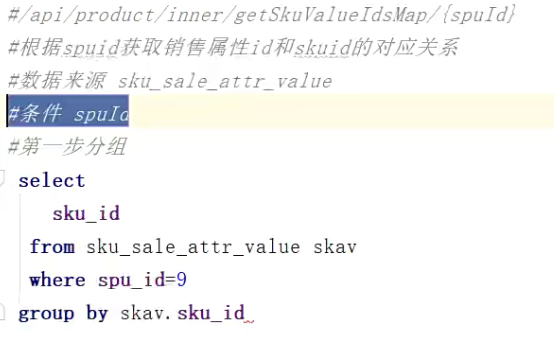 #/api/product/inner/getSkuValueIdsMap/{spuId}
#根据spuid获取销售属性id和skuid的对应关系
#数据来源 sku_sale_attr_value
#条件 spuId
#第一步分组
select
sku_id
from sku_sale_attr_value skav
where spu_id=9
group by skav.sku_id